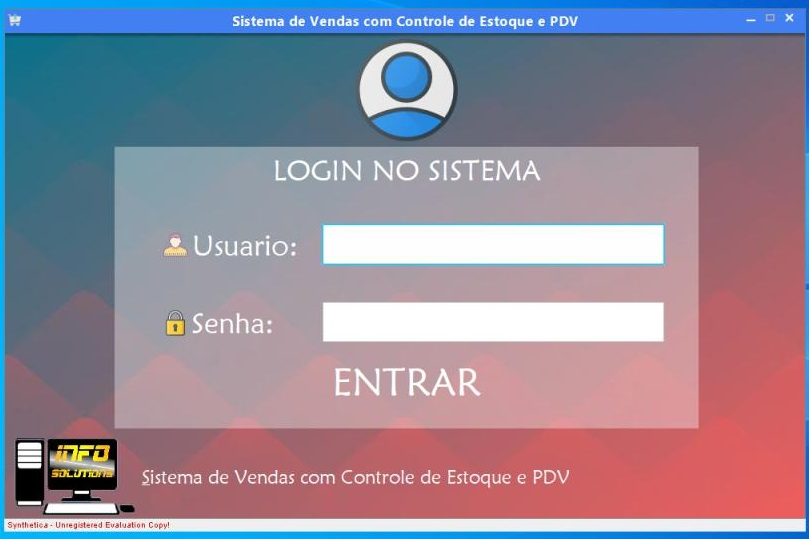 Sistema de Vendas com Controle de Estoque e PDV
LOGIN NO SISTEMA
Usuario:
Senha:
ENTRAR
INFO
SOLUTIONS
Sistema de Vendas com Controle de Estoque e PDV
Synthetica - Unregistered Evaluation Copy!